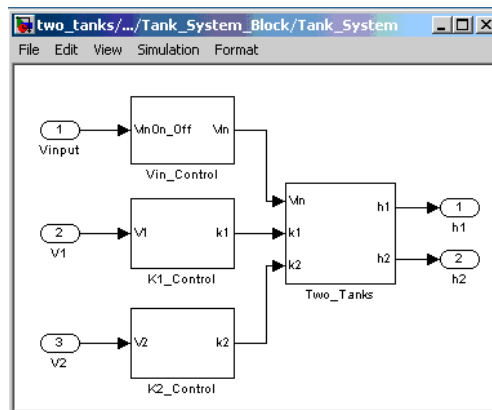 two_tanks/.../Tank_System_Block/Tank_System
File Edit View Simulation Format
1
Vinput
VinOn_Off Vin
Vin_Control
2
V1
V1 k1
K1_Control
3
V2
V2 k2
K2_Control
Vin
k1
k2
h1
h2
Two_Tanks
1
h1
2
h2